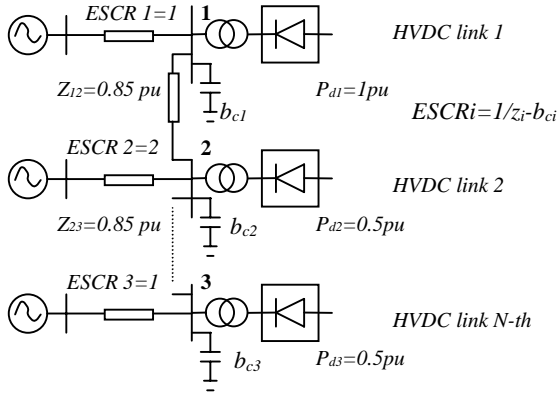 ESCR 1=1
1
HVDC link 1
Z12=0.85 pu
bc1
Pd1=1pu
ESCRi=1/zi-bci
ESCR 2=2
2
HVDC link 2
Z23=0.85 pu
bc2
Pd2=0.5pu
ESCR 3=1
3
HVDC link N-th
bc3
Pd3=0.5pu